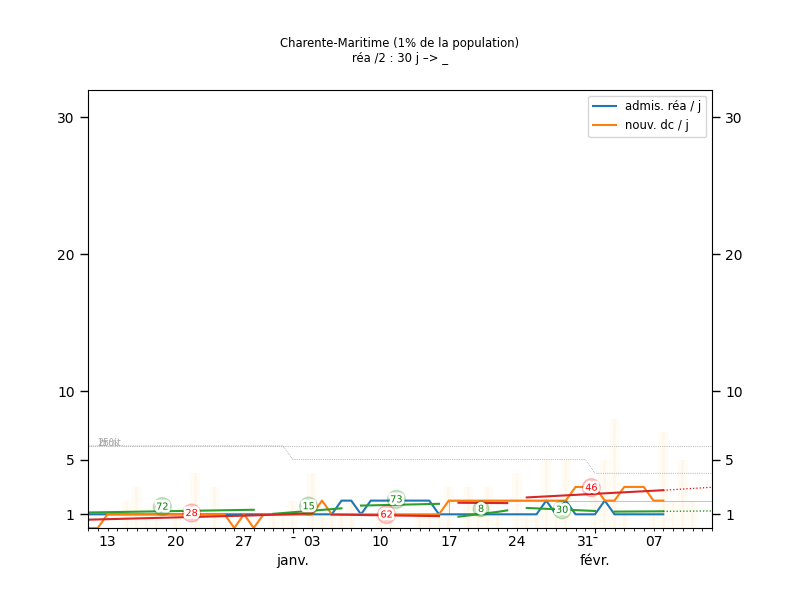 Charente-Maritime (1% de la population)
réa /2 : 30 j –> _
admis. réa / j
nouv. dc / j
30 30
20 20
10 10
5 5
1 1
72 28 15 73 62 8 30 46
13 20 27 - 03 10 17 24 31- 07
janv. févr.